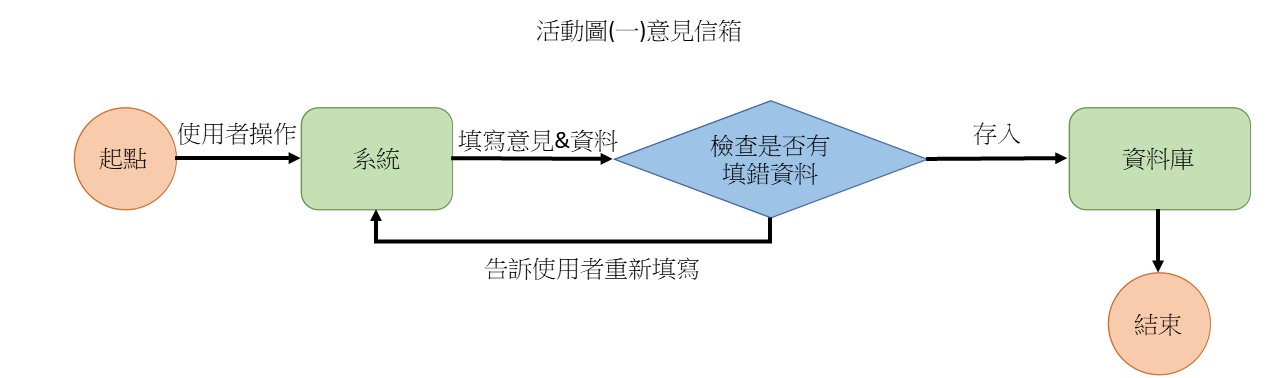 活動圖(一)意見信箱
起點
使用者操作
系統
填寫意見&資料
檢查是否有
填錯資料
存入
資料庫
告訴使用者重新填寫
結束